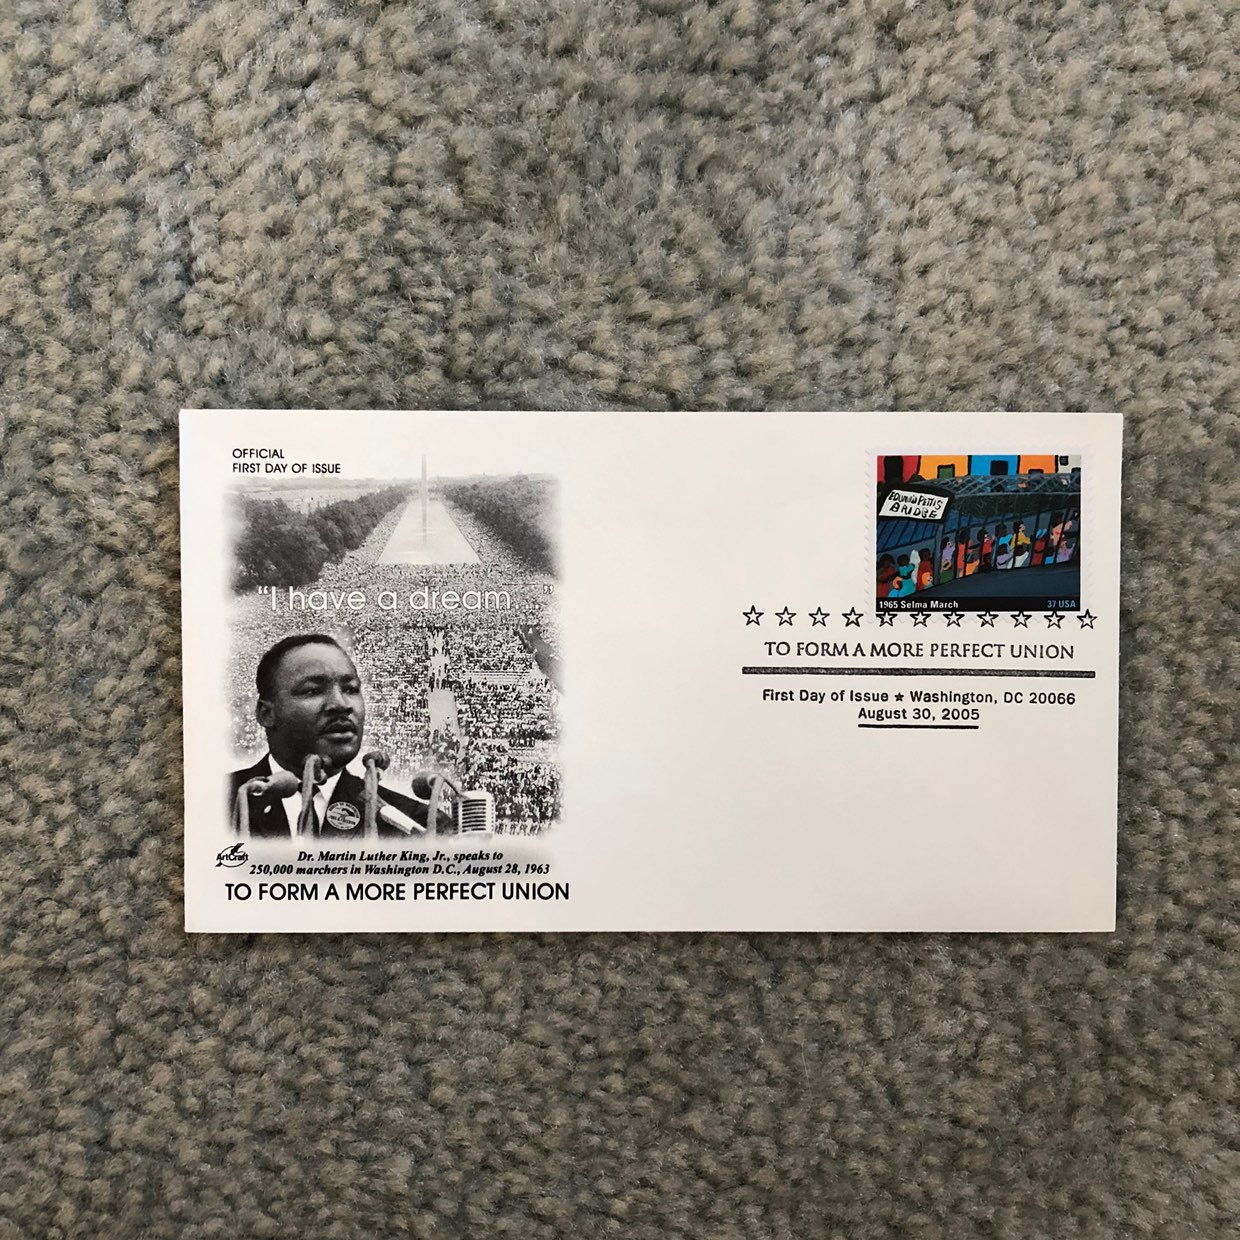 OFFICIAL
FIRST DAY OF ISSUE
"I have a dream..."
ArtCraft
Dr. Martin Luther King, Jr., speaks to
250,000 marchers in Washington D.C., August 28, 1963
TO FORM A MORE PERFECT UNION
EDMUND PETTIS
BRIDGE
1965 Selma March 37 USA
TO FORM A MORE PERFECT UNION
First Day of Issue ★ Washington, DC 20066
August 30, 2005